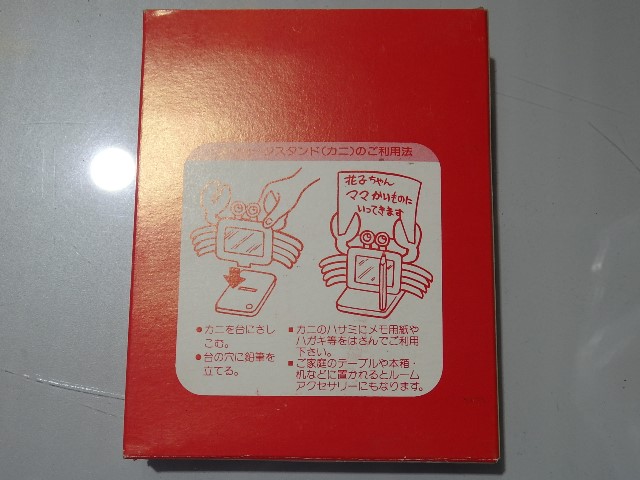 ージスタンド(カニ)のご利用法
花子ちゃん
ママかいものに
いってきます
●カニを台にさし
こむ。
●台の穴に鉛筆を
立てる。
■カニのハサミにメモ用紙や
ハガキ等をはさんでご利用
下さい。
■ご家庭のテーブルや本箱・
机などに置かれるとルーム
アクセサリーにもなります。